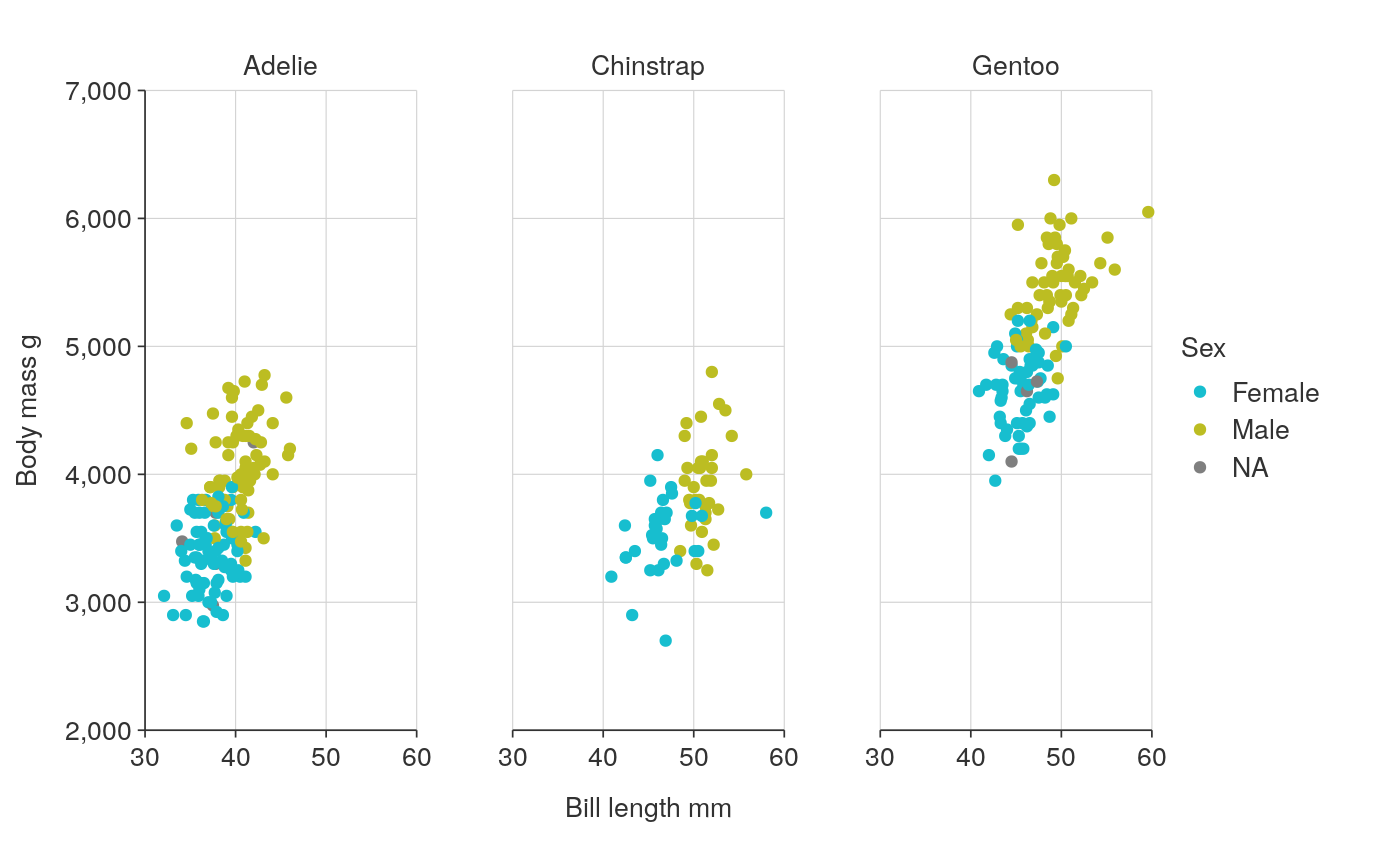 Adelie Chinstrap Gentoo
7,000
6,000
5,000
4,000
3,000
2,000
Body mass g
30 40 50 60 30 40 50 60 30 40 50 60
Bill length mm
Sex
Female
Male
NA